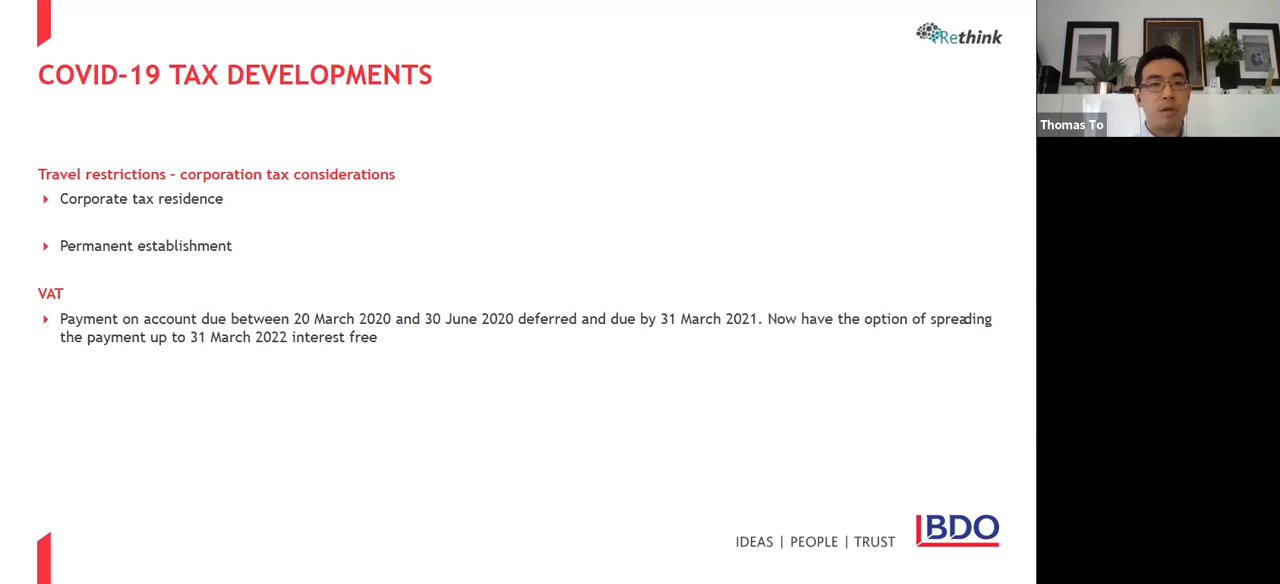 Rethink
COVID-19 TAX DEVELOPMENTS
Thomas To
Travel restrictions – corporation tax considerations
Corporate tax residence
Permanent establishment
VAT
Payment on account due between 20 March 2020 and 30 June 2020 deferred and due by 31 March 2021. Now have the option of spreading
the payment up to 31 March 2022 interest free
IDEAS | PEOPLE | TRUST
BDO